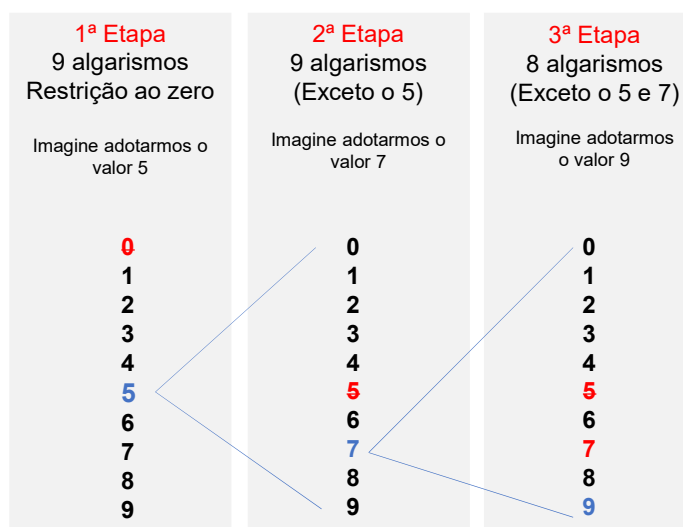 1ª Etapa
9 algarismos
Restrição ao zero
Imagine adotarmos o
valor 5
0
1
2
3
4
5
6
7
8
9
2ª Etapa
9 algarismos
(Exceto o 5)
Imagine adotarmos o
valor 7
0
1
2
3
4
5
6
7
8
9
3ª Etapa
8 algarismos
(Exceto o 5 e 7)
Imagine adotarmos
o valor 9
0
1
2
3
4
5
6
7
8
9